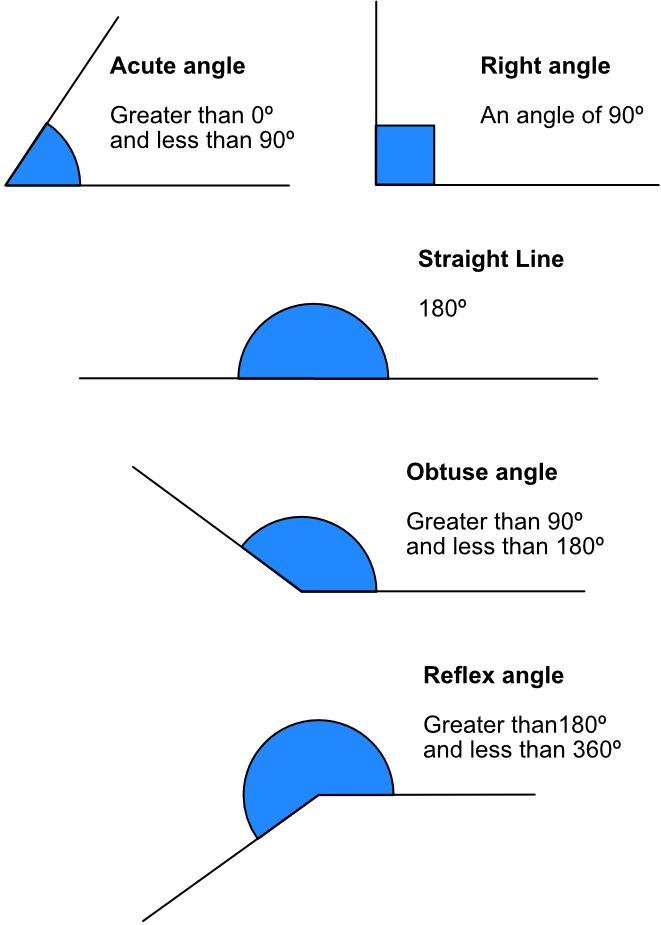 Acute angle
Greater than 0º
and less than 90º
Right angle
An angle of 90º
Straight Line
180º
Obtuse angle
Greater than 90º
and less than 180º
Reflex angle
Greater than180º
and less than 360º